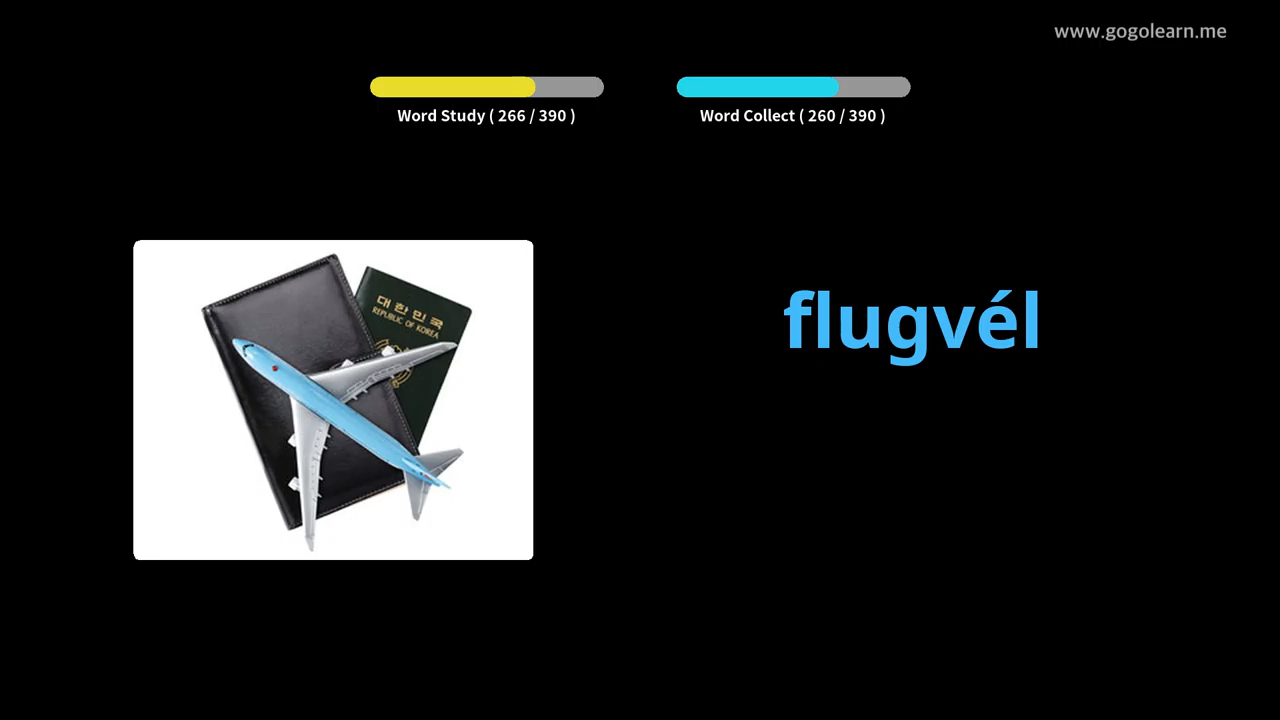 www.gogolearn.me
Word Study ( 266 / 390 )
Word Collect ( 260 / 390 )
대한민국
REPUBLIC OF KOREA
flugvél